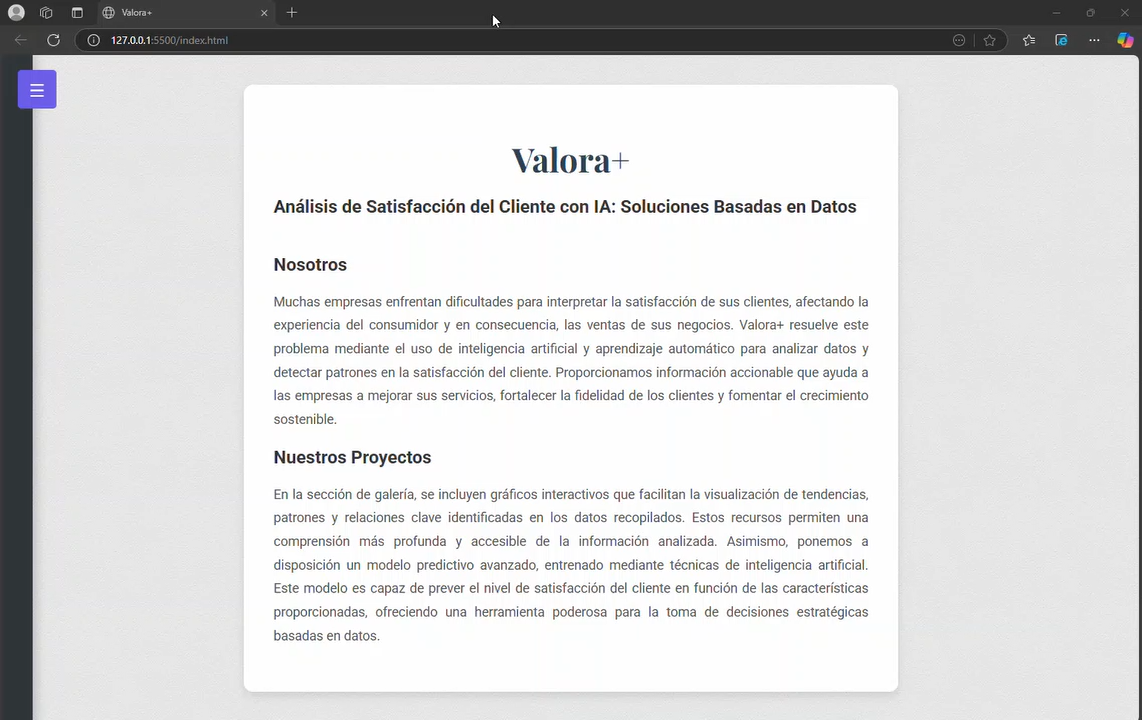 Valora+
127.0.0.1:5500/index.html
Valora+
Análisis de Satisfacción del Cliente con IA: Soluciones Basadas en Datos
Nosotros
Muchas empresas enfrentan dificultades para interpretar la satisfacción de sus clientes, afectando la
experiencia del consumidor y en consecuencia, las ventas de sus negocios. Valora+ resuelve este
problema mediante el uso de inteligencia artificial y aprendizaje automático para analizar datos y
detectar patrones en la satisfacción del cliente. Proporcionamos información accionable que ayuda a
las empresas a mejorar sus servicios, fortalecer la fidelidad de los clientes y fomentar el crecimiento
sostenible.
Nuestros Proyectos
En la sección de galería, se incluyen gráficos interactivos que facilitan la visualización de tendencias,
patrones y relaciones clave identificadas en los datos recopilados. Estos recursos permiten una
comprensión más profunda y accesible de la información analizada. Asimismo, ponemos a
disposición un modelo predictivo avanzado, entrenado mediante técnicas de inteligencia artificial.
Este modelo es capaz de prever el nivel de satisfacción del cliente en función de las características
proporcionadas, ofreciendo una herramienta poderosa para la toma de decisiones estratégicas
basadas en datos.